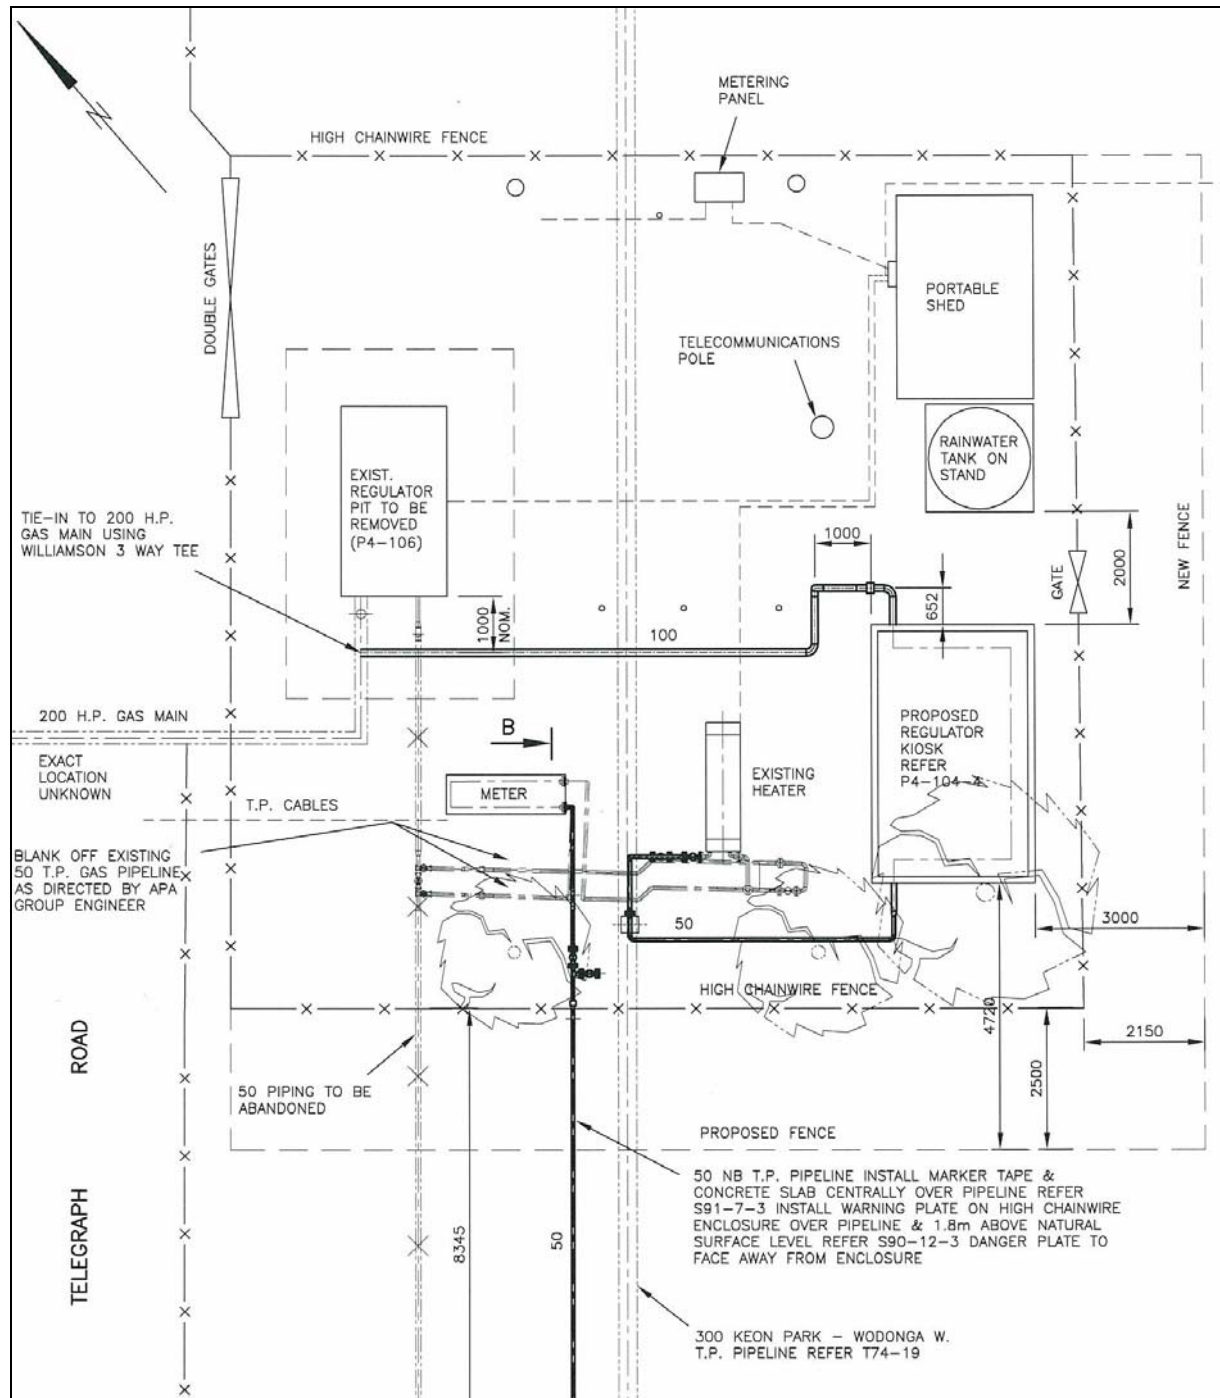 METERING
PANEL
HIGH CHAINWIRE FENCE
N
DOUBLE GATES
PORTABLE
SHED
TELECOMMUNICATIONS
POLE
RAINWATER
TANK ON
STAND
EXIST.
REGULATOR
PIT TO BE
REMOVED
(P4-106)
TIE-IN TO 200 H.P.
GAS MAIN USING
WILLIAMSON 3 WAY TEE
1000
2000
NEW FENCE
GATE
652
1000
NOM.
100
200 H.P. GAS MAIN
EXACT
LOCATION
UNKNOWN
B
PROPOSED
REGULATOR
KIOSK
REFER
P4-104-4
EXISTING
HEATER
METER
T.P. CABLES
BLANK OFF EXISTING
50 T.P. GAS PIPELINE
AS DIRECTED BY APA
GROUP ENGINEER
50
3000
HIGH CHAINWIRE FENCE
4720
2150
2500
50 PIPING TO BE
ABANDONED
PROPOSED FENCE
50 NB T.P. PIPELINE INSTALL MARKER TAPE &
CONCRETE SLAB CENTRALLY OVER PIPELINE REFER
S91-7-3 INSTALL WARNING PLATE ON HIGH CHAINWIRE
ENCLOSURE OVER PIPELINE & 1.8m ABOVE NATURAL
SURFACE LEVEL REFER S90-12-3 DANGER PLATE TO
FACE AWAY FROM ENCLOSURE
8345
50
TELEGRAPH ROAD
300 KEON PARK - WODONGA W.
T.P. PIPELINE REFER T74-19